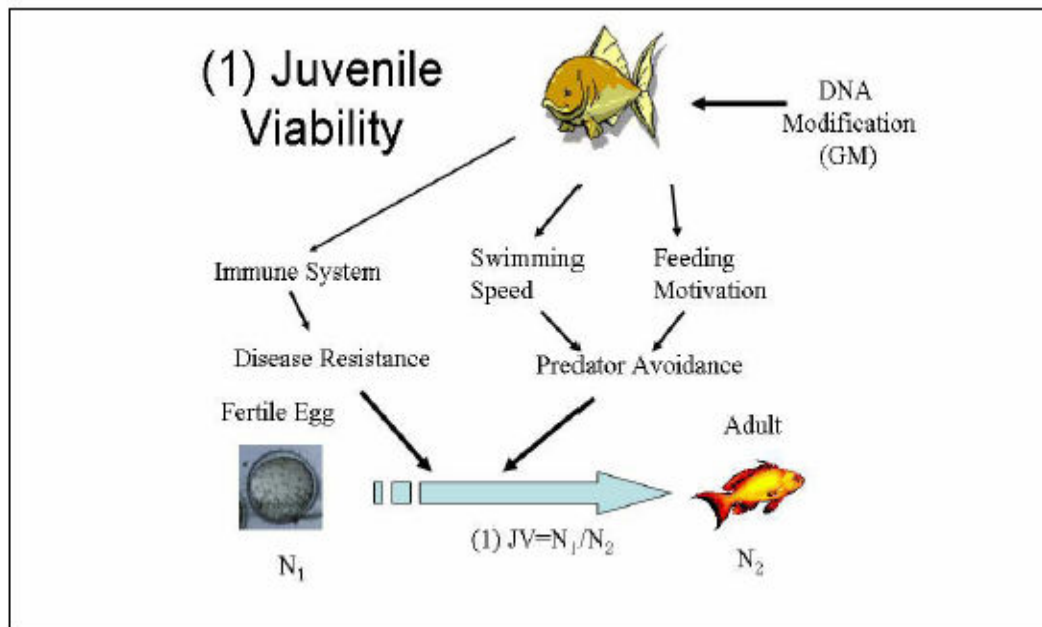 (1) Juvenile
Viability
DNA
Modification
(GM)
Immune System
Swimming
Speed
Feeding
Motivation
Disease Resistance
Predator Avoidance
Fertile Egg
Adult
(1) JV=N₁/N₂
N₁
N₂